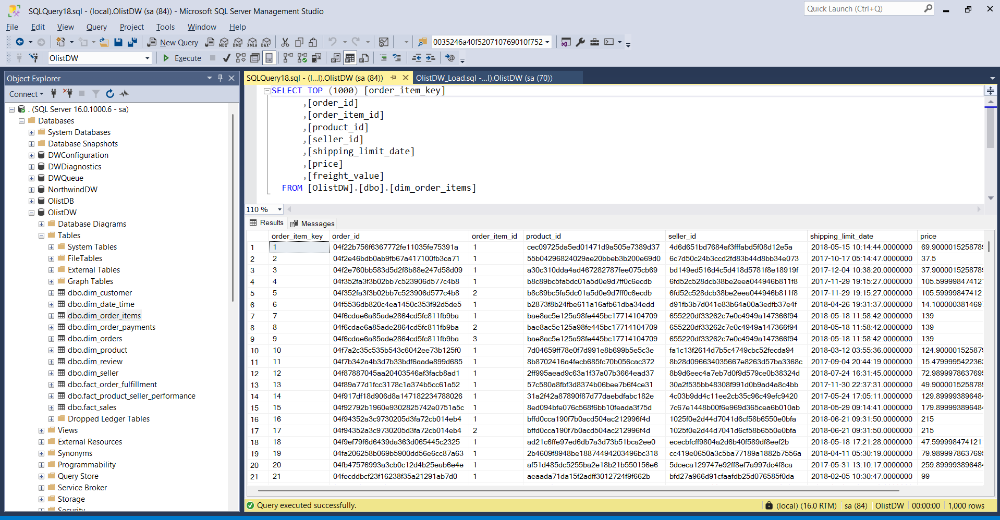 SQLQuery18.sql - (local).OlistDW (sa (84)) - Microsoft SQL Server Management Studio
Quick Launch (Ctrl+Q)
File Edit View Query Project Tools Window Help
New Query MDX DMX XMLA DAX 0035246a40f520710769010f752
OlistDW Execute
Object Explorer
Connect
. (SQL Server 16.0.1000.6 - sa)
Databases
System Databases
Database Snapshots
DWConfiguration
DWDiagnostics
DWQueue
NorthwindDW
OlistDB
OlistDW
Database Diagrams
Tables
System Tables
FileTables
External Tables
Graph Tables
dbo.dim_customer
dbo.dim_date_time
dbo.dim_order_items
dbo.dim_order_payments
dbo.dim_orders
dbo.dim_product
dbo.dim_review
dbo.dim_seller
dbo.fact_order_fulfillment
dbo.fact_product_seller_performance
dbo.fact_sales
Dropped Ledger Tables
Views
External Resources
Synonyms
Programmability
Query Store
Service Broker
Storage
Security
SQLQuery18.sql - (l...l).OlistDW (sa (84)) OlistDW_Load.sql -...l).OlistDW (sa (70))
SELECT TOP (1000) [order_item_key]
,[order_id]
,[order_item_id]
,[product_id]
,[seller_id]
,[shipping_limit_date]
,[price]
,[freight_value]
FROM [OlistDW].[dbo].[dim_order_items]
110 %
Results Messages
order_item_key order_id order_item_id product_id seller_id shipping_limit_date price
1 1 04f22b756f6367772fe11035fe75391a 1 cec09725da5ed01471d9a505e7389d37 4d6d651bd7684af3fffabd5f08d12e5a 2018-05-15 10:14:44.0000000 69.9000015258789
2 2 04f2e46bdb0ab9fb67a417100fb3ca71 1 55b04296824029ae20bbeb3b200e69d0 6c7d50c24b3ccd2fd83b44d8bb34e073 2017-10-17 05:14:47.0000000 37.5
3 3 04f2e760bb583d5d2f8b88e247d58d09 1 a30c310dda4ad467282787fee075cb69 bd149ed516d4c5d418d5781f8e18919f 2017-12-04 10:38:20.0000000 37.9000015258789
4 4 04f352fa3f3b02bb7c523906d577c4b8 1 b8c89bc5fa5dc01a5d0e9d7ff0c6ecdb 6fd52c528dcb38be2eea044946b811f8 2017-11-29 19:15:27.0000000 105.599998474121
5 5 04f352fa3f3b02bb7c523906d577c4b8 2 b8c89bc5fa5dc01a5d0e9d7ff0c6ecdb 6fd52c528dcb38be2eea044946b811f8 2017-11-29 19:15:27.0000000 105.599998474121
6 6 04f5536db820c4ea1450c353f92d5de5 1 b2873f8b24fbe611a16afb61dba34edd d91fb3b7d041e83b64a00a3edfb37e4f 2018-04-26 19:31:37.0000000 14.1000003814697
7 7 04f6cdae6a85ade2864cd5fc811fb9ba 1 bae8ac5e125a98fe445bc17714104709 655220df33262c7e0c4949a147366f94 2018-05-18 11:58:42.0000000 139
8 8 04f6cdae6a85ade2864cd5fc811fb9ba 2 bae8ac5e125a98fe445bc17714104709 655220df33262c7e0c4949a147366f94 2018-05-18 11:58:42.0000000 139
9 9 04f6cdae6a85ade2864cd5fc811fb9ba 3 bae8ac5e125a98fe445bc17714104709 655220df33262c7e0c4949a147366f94 2018-05-18 11:58:42.0000000 139
10 10 04f7a2c35c535b543c6042ee73b125f0 1 7d04659ff78e0f7d991e8b699b5e5c3e fa1c13f2614d7b5c4749cbc52fecda94 2018-03-12 03:55:36.0000000 124.900001525879
11 11 04f7b342a4b3d7b33bdf6aade899d685 1 8b8702416a4fecb685fc70b056cac372 8b28d096634035667e8263d57ba3368c 2017-09-04 20:44:19.0000000 15.4799995422363
12 12 04f87887045aa20403546af3facb8ad1 1 2ff995aead9c63a1f37a07b3664ead37 8b9d6eec4a7eb7d0f9d579ce0b38324d 2018-07-24 16:31:45.0000000 72.9899978637695
13 13 04f89a77d1fcc3178c1a374b5cc61a52 1 57c580a8fbf3d8374b06bee7b6f4ce31 30a2f535bb48308f991d0b9ad4a8c4bb 2017-11-30 22:37:31.0000000 49.9000015258789
14 14 04f917df18d906d8a147182234788026 1 31a2f42a87890f87d77daebdfabc182e 4c03b9dd4c11ee2cb35c96c49efc9420 2017-05-24 17:05:11.0000000 129.899993896484
15 15 04f92792b1960e9302825742e0751a5c 1 8ed094bfe076c568f6bb10feada3f75d 7c67e1448b00f6e969d365cea6b010ab 2018-05-29 09:14:41.0000000 179.899993896484
16 16 04f94352a3c9730205d3fa72cb014eb4 1 bffd0cca190f7b0acd504ac212996f4d 1025f0e2d44d7041d6cf58b6550e0bfa 2018-06-21 09:31:50.0000000 215
17 17 04f94352a3c9730205d3fa72cb014eb4 2 bffd0cca190f7b0acd504ac212996f4d 1025f0e2d44d7041d6cf58b6550e0bfa 2018-06-21 09:31:50.0000000 215
18 18 04f9ef79f6d6439da363d065445c2325 1 ad21c6ffe97ed6db7a3d73b51bca2ee0 ececbfcff9804a2d6b40f589df8eef2b 2018-05-18 17:21:28.0000000 47.5999984741211
19 19 04fa206258b069b5900dd56e6cc87a63 1 2b4609f8948be18874494203496bc318 cc419e0650a3c5ba77189a1882b7556a 2018-04-11 05:30:19.0000000 79.9899978637695
20 20 04fb47576993a3cb0c12d4b25eab6e4e 1 af51d485dc5255ba2e18b21b550156e6 5dceca129747e92ff8ef7a997dc4f8ca 2017-05-31 13:10:17.0000000 259.899993896484
21 21 04fecddbcf23f16238f35a21291ab7d0 1 aeaada71da15f2adff3012724f9f662b bfd27a966d91cfaafdb25d076585f0da 2018-02-05 10:30:47.0000000 99
Query executed successfully. (local) (16.0 RTM) sa (84) OlistDW 00:00:00 1,000 rows